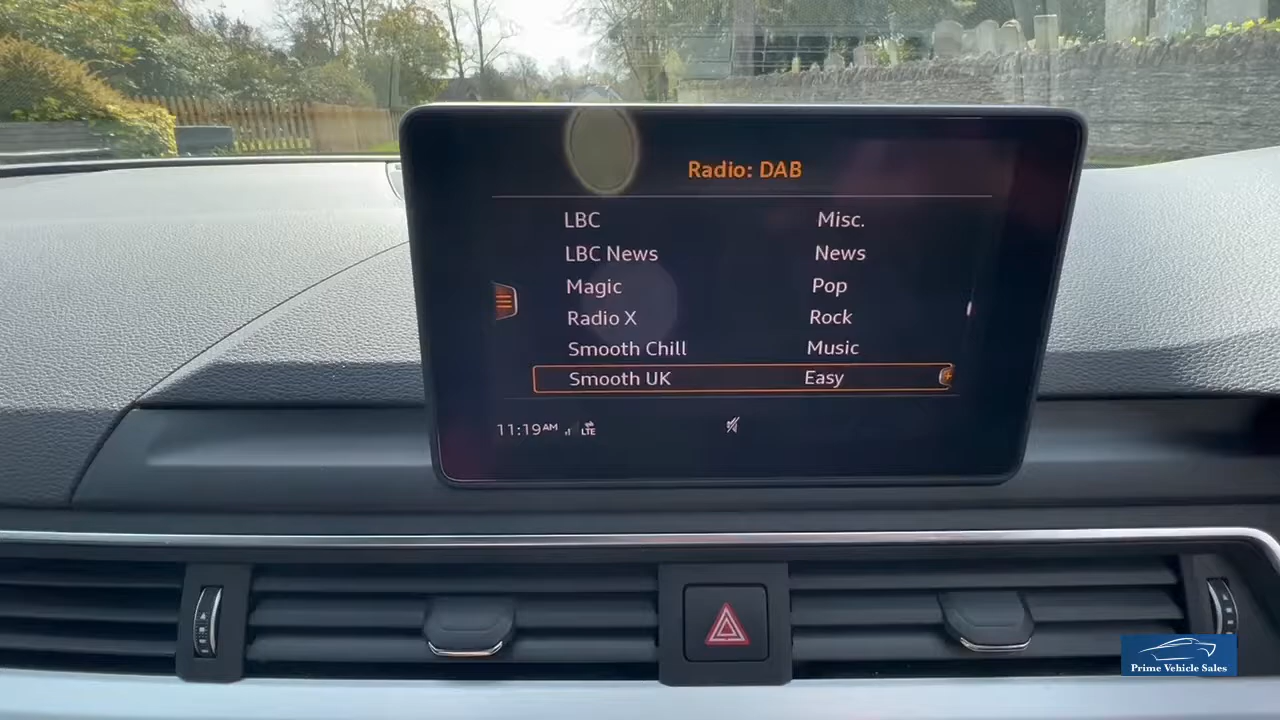 Radio: DAB
LBC Misc.
LBC News News
Magic Pop
Radio X Rock
Smooth Chill Music
Smooth UK Easy
11:19AM LTE
Prime Vehicle Sales